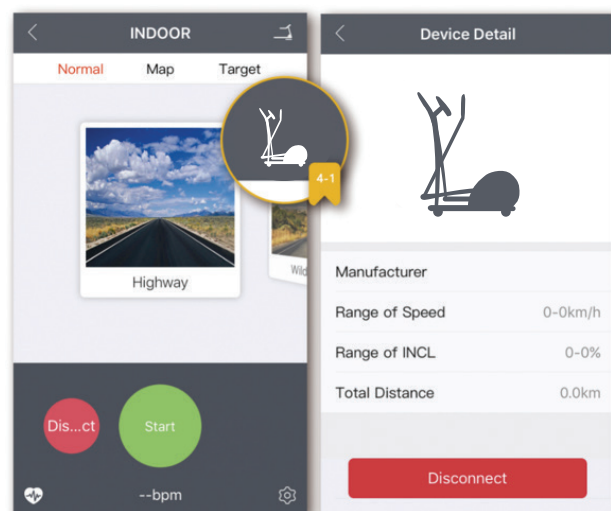 INDOOR
Normal Map Target
4-1
Highway
Wild
Dis...ct
Start
--bpm
Device Detail
Manufacturer
Range of Speed 0-0km/h
Range of INCL 0-0%
Total Distance 0.0km
Disconnect